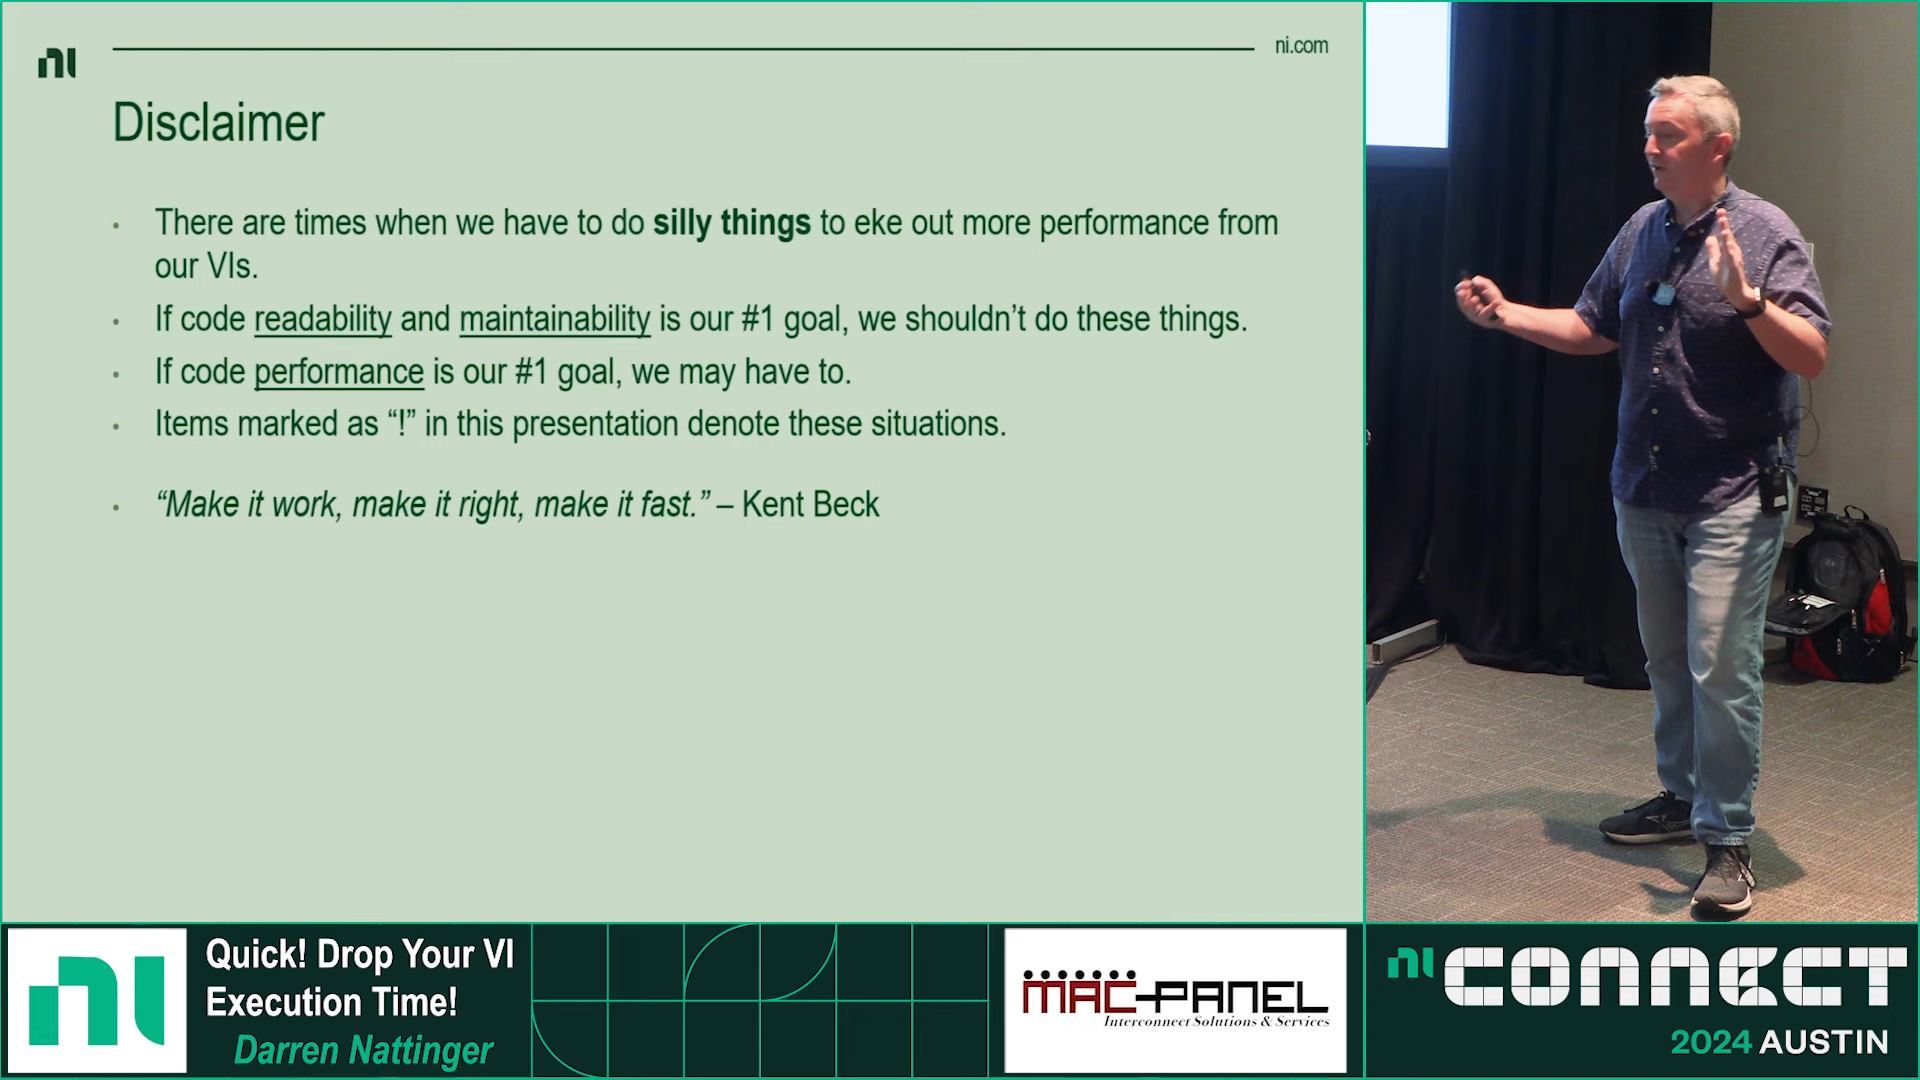 nı
ni.com
Disclaimer
• There are times when we have to do silly things to eke out more performance from
our VIs.
• If code readability and maintainability is our #1 goal, we shouldn’t do these things.
• If code performance is our #1 goal, we may have to.
• Items marked as “!” in this presentation denote these situations.
• “Make it work, make it right, make it fast.” – Kent Beck
nı
Quick! Drop Your VI
Execution Time!
Darren Nattinger
MAC-PANEL
Interconnect Solutions & Services
nı CONNECT
2024 AUSTIN